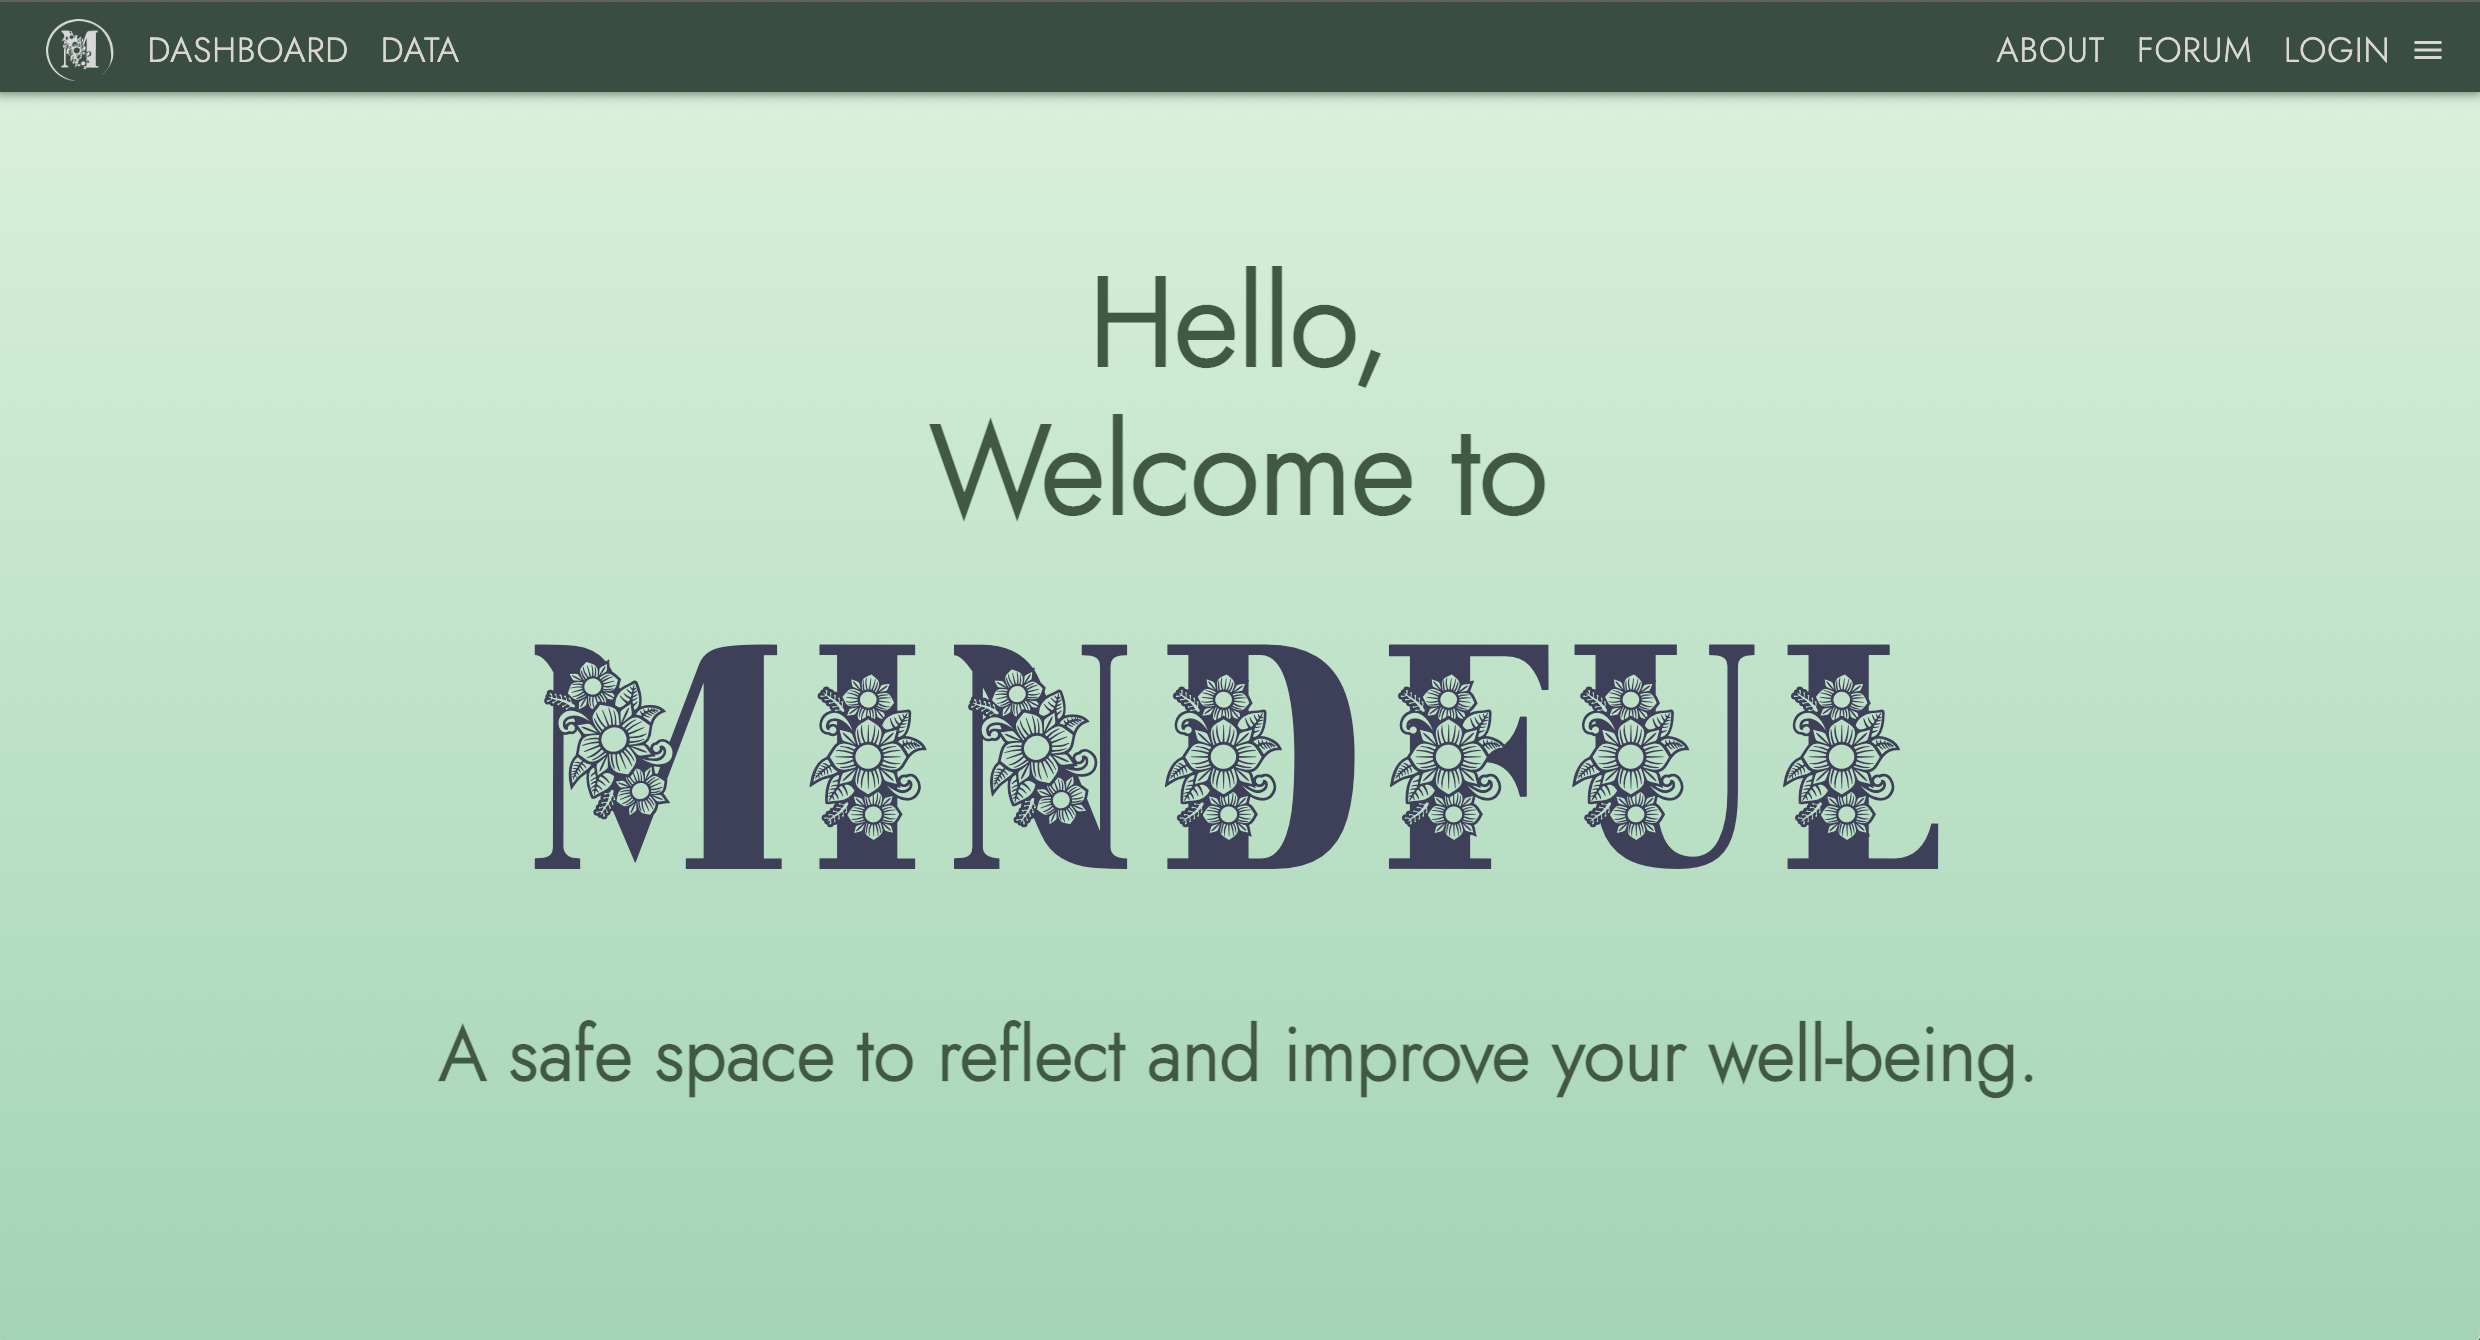 M DASHBOARD DATA ABOUT FORUM LOGIN
Hello,
Welcome to
MINDFUL
A safe space to reflect and improve your well-being.